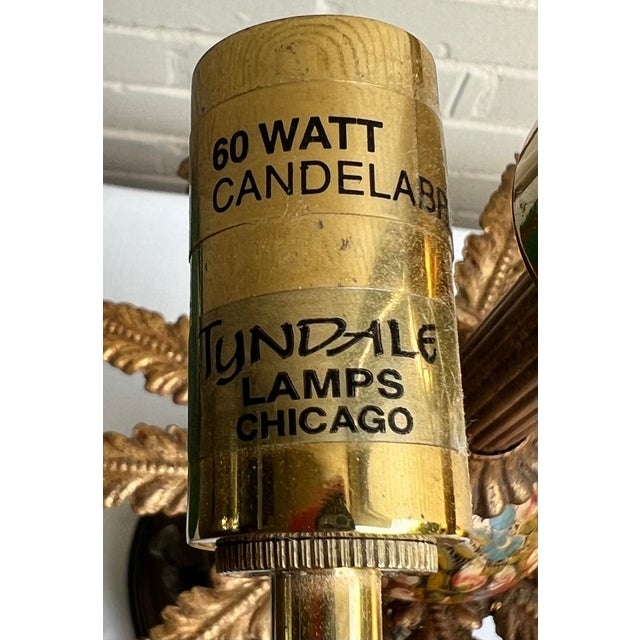 60 WATT
CANDELABR
TYNDALE
LAMPS
CHICAGO